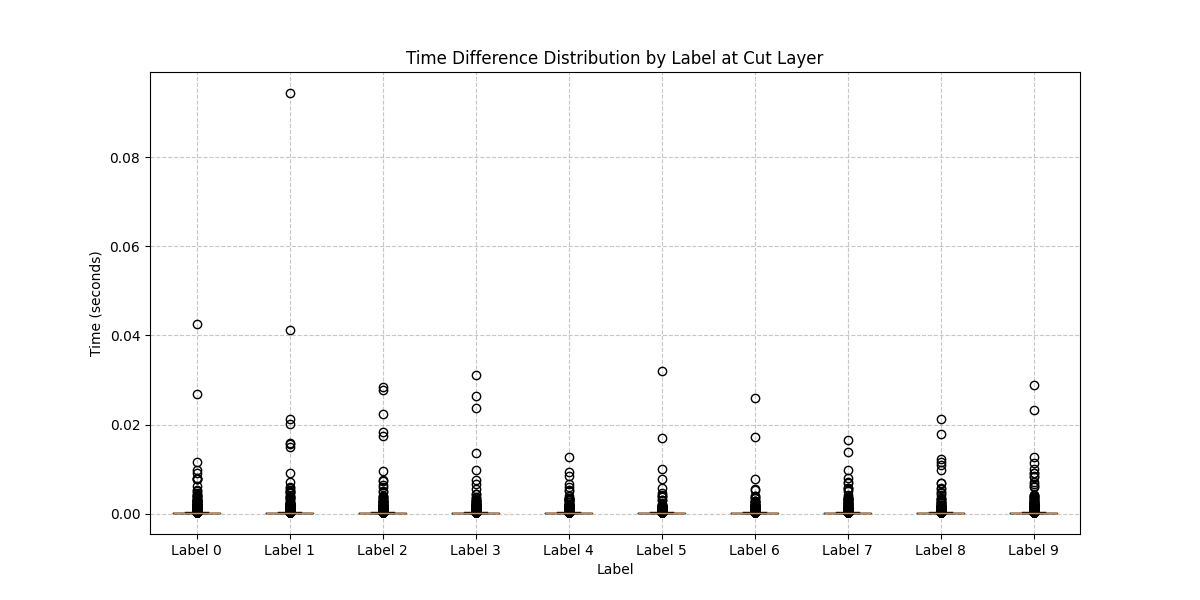 Time Difference Distribution by Label at Cut Layer
Time (seconds)
0.08
0.06
0.04
0.02
0.00
Label 0 Label 1 Label 2 Label 3 Label 4 Label 5 Label 6 Label 7 Label 8 Label 9
Label